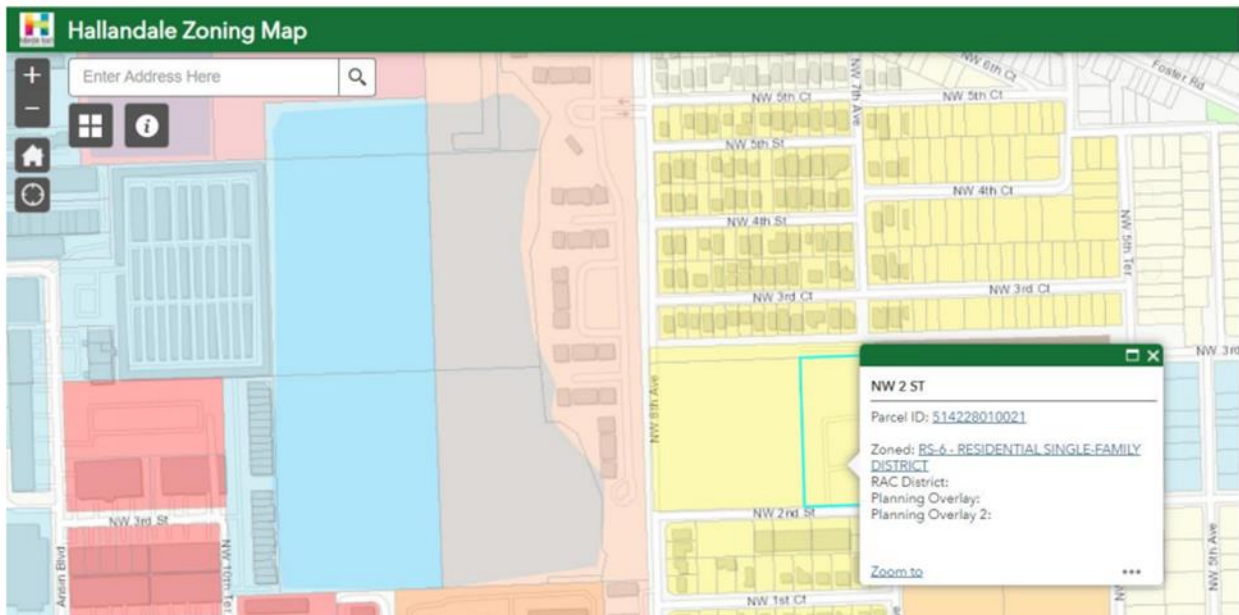 Hallandale Zoning Map
Enter Address Here
NW 5th Ct
NW 7th Ave
NW 5th Ct
NW 6th Ct
Foster Rd
NW 5th St
NW 4th Ct
NW 4th St
NW 5th Ter
NW 3rd Ct
NW 3rd Ct
NW 3rd
NW 8th Ave
NW 2 ST
Parcel ID: 514228010021
Zoned: RS-6 - RESIDENTIAL SINGLE-FAMILY
DISTRICT
RAC District:
Planning Overlay:
Planning Overlay 2:
Zoom to
NW 2nd St
NW 3rd St
Ansin Blvd
NW 10th Ter
NW 5th Ave
NW 1st Ct